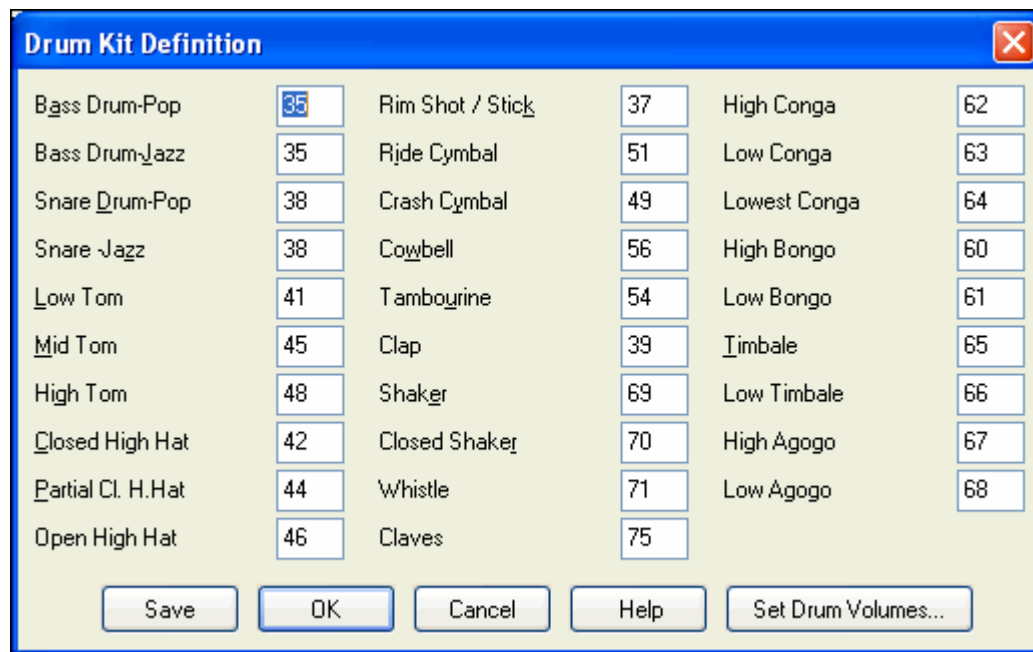 Drum Kit Definition
Bass Drum-Pop 35 Rim Shot / Stick 37 High Conga 62
Bass Drum-Jazz 35 Ride Cymbal 51 Low Conga 63
Snare Drum-Pop 38 Crash Cymbal 49 Lowest Conga 64
Snare -Jazz 38 Cowbell 56 High Bongo 60
Low Tom 41 Tambourine 54 Low Bongo 61
Mid Tom 45 Clap 39 Timbale 65
High Tom 48 Shaker 69 Low Timbale 66
Closed High Hat 42 Closed Shaker 70 High Agogo 67
Partial Cl. H.Hat 44 Whistle 71 Low Agogo 68
Open High Hat 46 Claves 75
Save OK Cancel Help Set Drum Volumes...